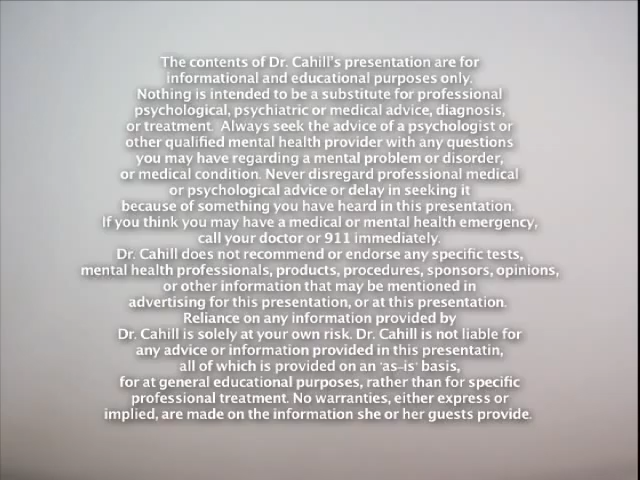 The contents of Dr. Cahill's presentation are for
informational and educational purposes only.
Nothing is intended to be a substitute for professional
psychological, psychiatric or medical advice, diagnosis,
or treatment. Always seek the advice of a psychologist or
other qualified mental health provider with any questions
you may have regarding a mental problem or disorder,
or medical condition. Never disregard professional medical
or psychological advice or delay in seeking it
because of something you have heard in this presentation.
If you think you may have a medical or mental health emergency,
call your doctor or 911 immediately.
Dr. Cahill does not recommend or endorse any specific tests,
mental health professionals, products, procedures, sponsors, opinions,
or other information that may be mentioned in
advertising for this presentation, or at this presentation.
Reliance on any information provided by
Dr. Cahill is solely at your own risk. Dr. Cahill is not liable for
any advice or information provided in this presentatin,
all of which is provided on an "as-is" basis,
for at general educational purposes, rather than for specific
professional treatment. No warranties, either express or
implied, are made on the information she or her guests provide.